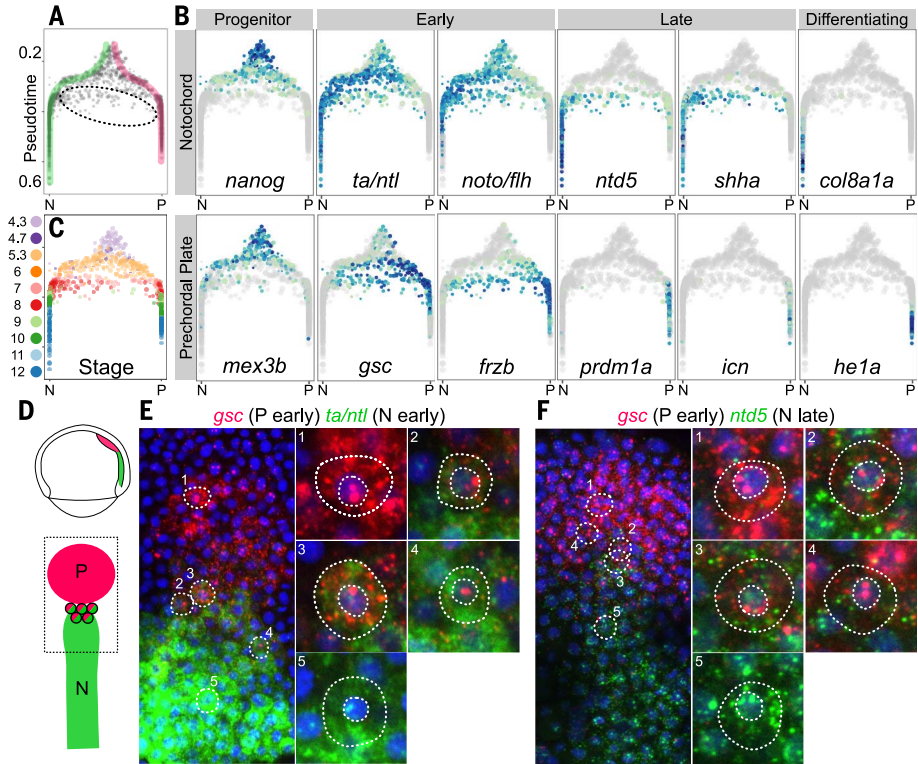 A
B
Progenitor
Early
Late
Differentiating
Pseudotime
0.2
0.6
N P
Notochord
nanog
ta/ntl
noto/flh
ntd5
shha
col8a1a
N P
N P
N P
N P
N P
N P
C
4.3
4.7
5.3
6
7
8
9
10
11
12
Stage
N P
Prechordal Plate
mex3b
gsc
frzb
prdm1a
icn
he1a
N P
N P
N P
N P
N P
N P
D
P
N
E
gsc (P early) ta/ntl (N early)
1
2
3
4
5
1
2
3
4
5
F
gsc (P early) ntd5 (N late)
1
2
4
3
5
1
2
3
4
5